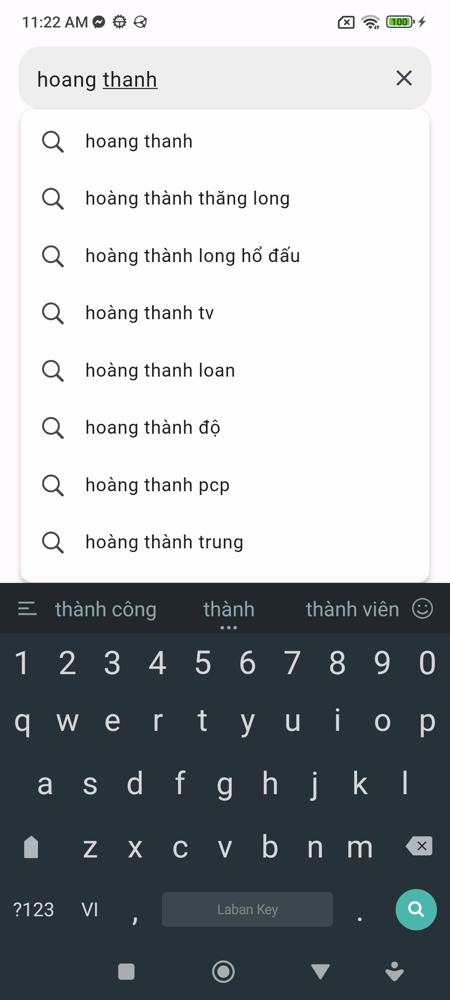 11:22 AM 100
hoang thanh
hoang thanh
hoàng thành thăng long
hoàng thành long hổ đấu
hoàng thanh tv
hoàng thanh loan
hoang thành độ
hoàng thanh pcp
hoàng thành trung
thành công thành thành viên
1 2 3 4 5 6 7 8 9 0
q w e r t y u i o p
a s d f g h j k l
z x c v b n m
?123 VI , Laban Key .